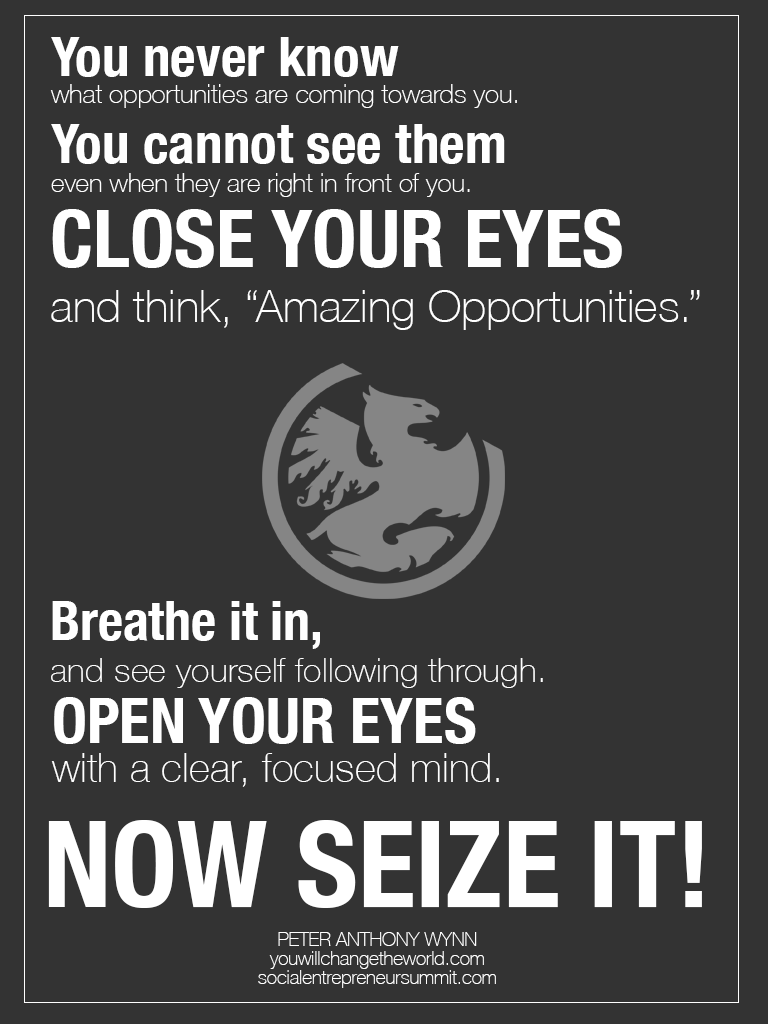 You never know
what opportunities are coming towards you.
You cannot see them
even when they are right in front of you.
CLOSE YOUR EYES
and think, “Amazing Opportunities.”
Breathe it in,
and see yourself following through.
OPEN YOUR EYES
with a clear, focused mind.
NOW SEIZE IT!
PETER ANTHONY WYNN
youwillchangetheworld.com
socialentrepreneursummit.com